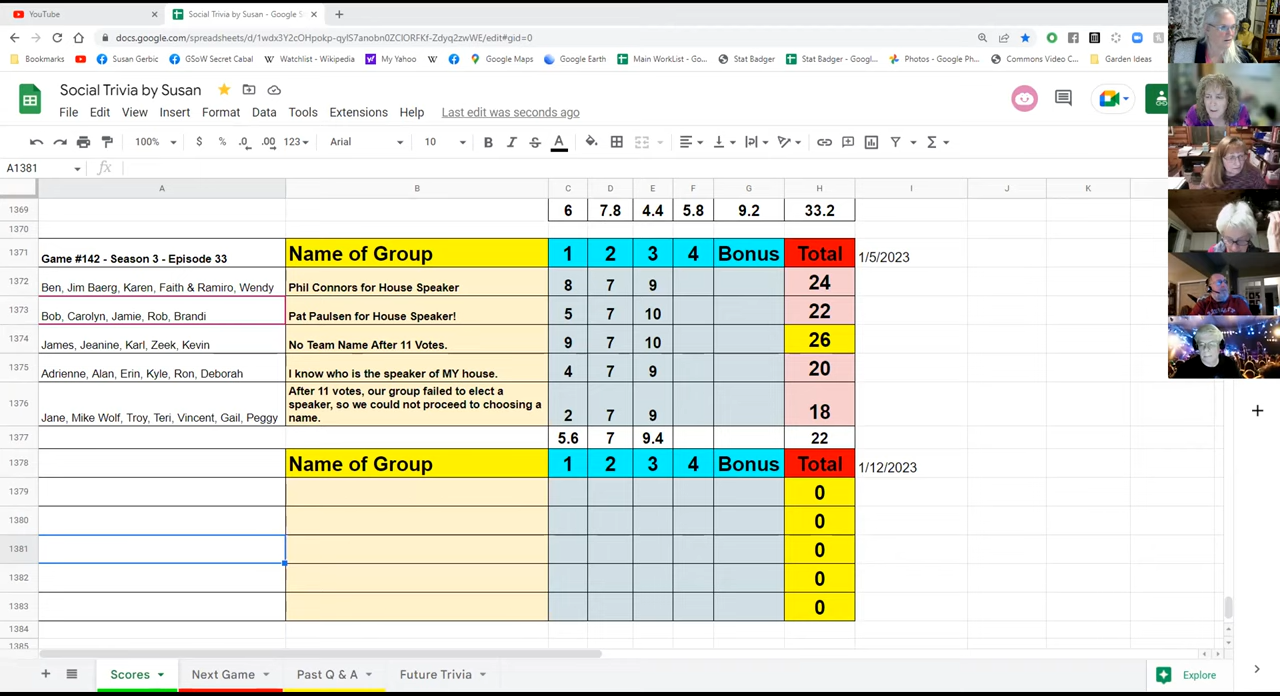 YouTube
Social Trivia by Susan - Google S
docs.google.com/spreadsheets/d/1wdx3Y2cOHpokp-qylS7anobn0ZClORFKf-Zdyq2zwWE/edit#gid=0
Bookmarks Susan Gerbic GSoW Secret Cabal Watchlist - Wikipedia My Yahoo Google Maps Google Earth Main WorkList - Go... Stat Badger Stat Badger - Googl... Photos - Google Ph... Commons Video C... Garden Ideas
Social Trivia by Susan
File Edit View Insert Format Data Tools Extensions Help Last edit was seconds ago
100% $ % .0 .00 123 Arial 10 B I S A
A1381 fx
A B C D E F G H I J K
1369 6 7.8 4.4 5.8 9.2 33.2
1370
1371 Game #142 - S 3 - Episode 33 Name of Group 1 2 3 4 Bonus Total 1/5/2023
1372 Ben, Jim Baerg, Karen, Faith & Ramiro, Wendy Phil Connors for House Speaker 8 7 9 24
1373 Bob, Carolyn, Jamie, Rob, Brandi Pat Paulsen for House Speaker! 5 7 10 22
1374 James, Jeanine, Karl, Zeek, Kevin No Team Name After 11 Votes. 9 7 10 26
1375 Adrienne, Alan, Erin, Kyle, Ron, Deborah I know who is the speaker of MY house. 4 7 9 20
After 11 votes, our group failed to elect a
speaker, so we could not proceed to choosing a
1376 Jane, Mike Wolf, Troy, Teri, Vincent, Gail, Peggy name. 2 7 9 18
1377 5.6 7 9.4 22
1378 Name of Group 1 2 3 4 Bonus Total 1/12/2023
1379 0
1380 0
1381 0
1382 0
1383 0
1384
1385
Scores Next Game Past Q & A Future Trivia Explore